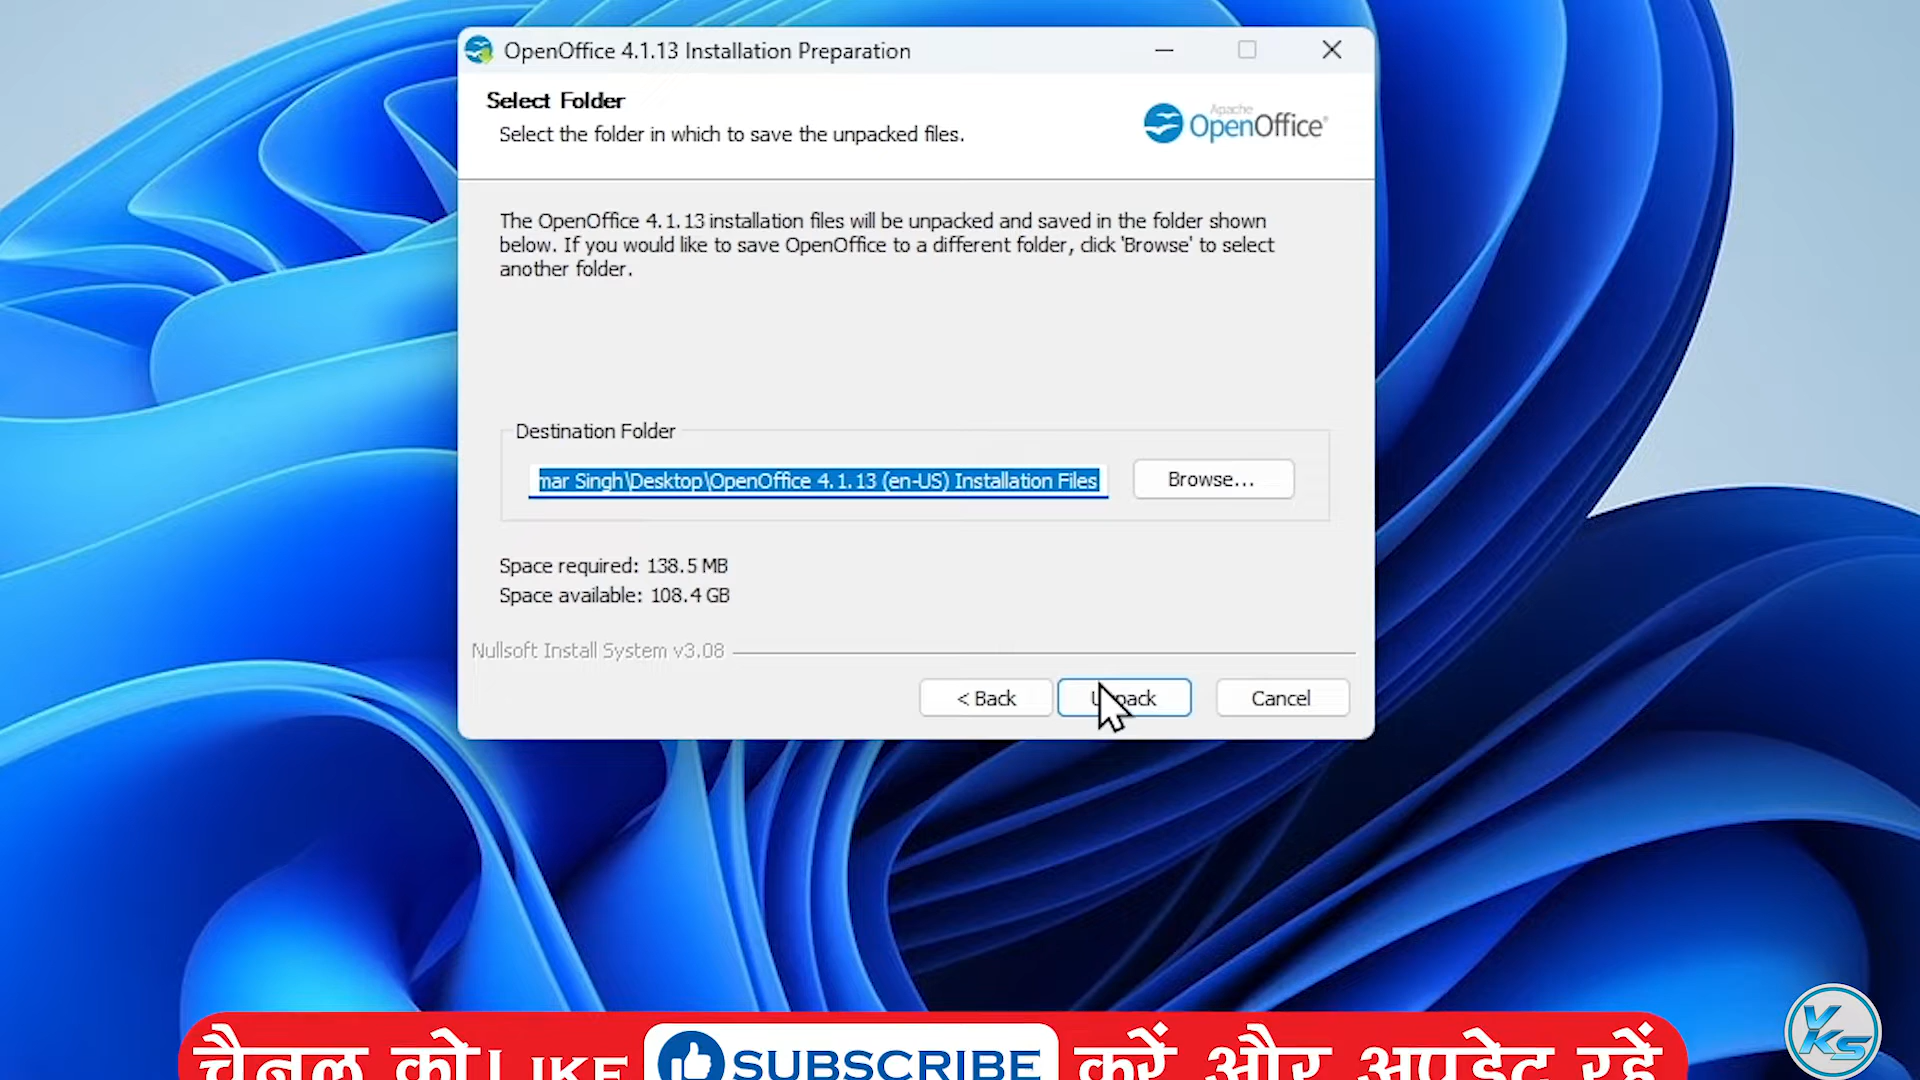 OpenOffice 4.1.13 Installation Preparation
Select Folder
Select the folder in which to save the unpacked files.
Apache
OpenOffice®
The OpenOffice 4.1.13 installation files will be unpacked and saved in the folder shown
below. If you would like to save OpenOffice to a different folder, click 'Browse' to select
another folder.
Destination Folder
mar Singh\Desktop\OpenOffice 4.1.13 (en-US) Installation Files
Browse...
Space required: 138.5 MB
Space available: 108.4 GB
Nullsoft Install System v3.08
< Back
Cancel
चैनल को LIKE SUBSCRIBE करें और अपडेट रहें
VKS